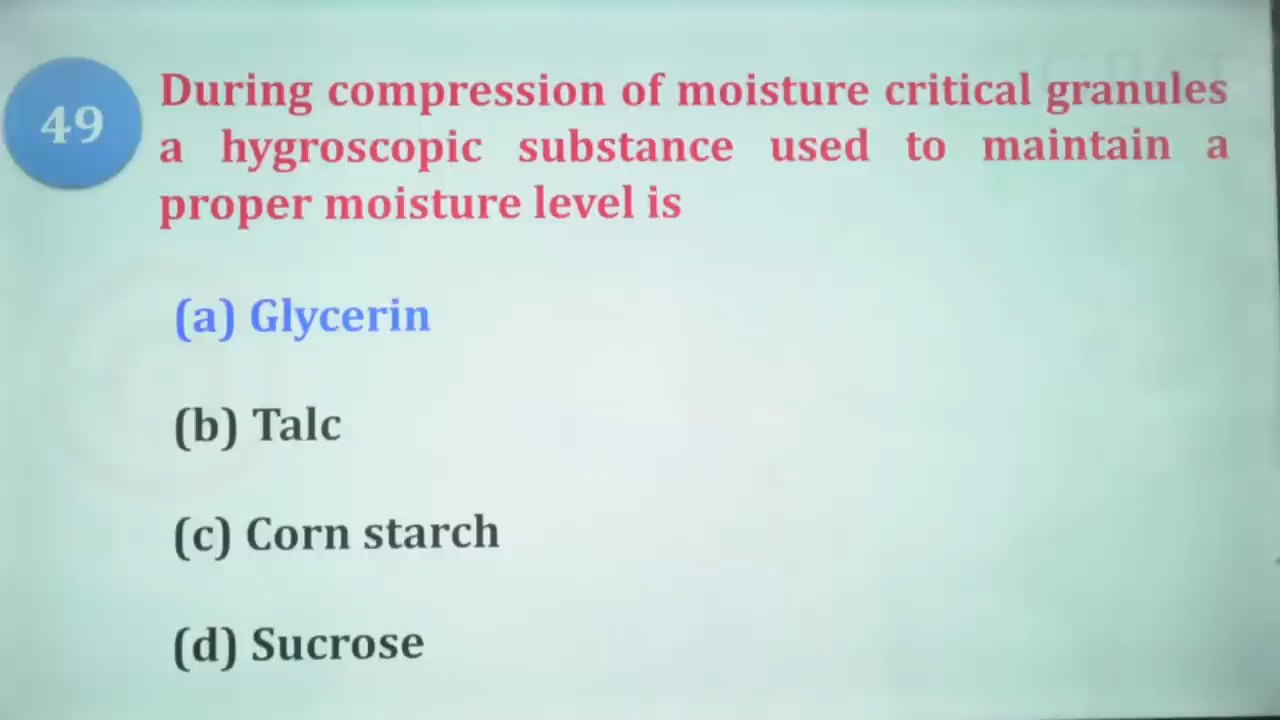 49
During compression of moisture critical granules
a hygroscopic substance used to maintain a
proper moisture level is
(a) Glycerin
(b) Talc
(c) Corn starch
(d) Sucrose